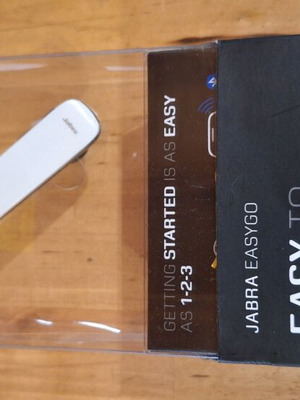 Jabra
GETTING STARTED IS AS EASY
AS 1-2-3
JABRA EASYGO
EASY TO